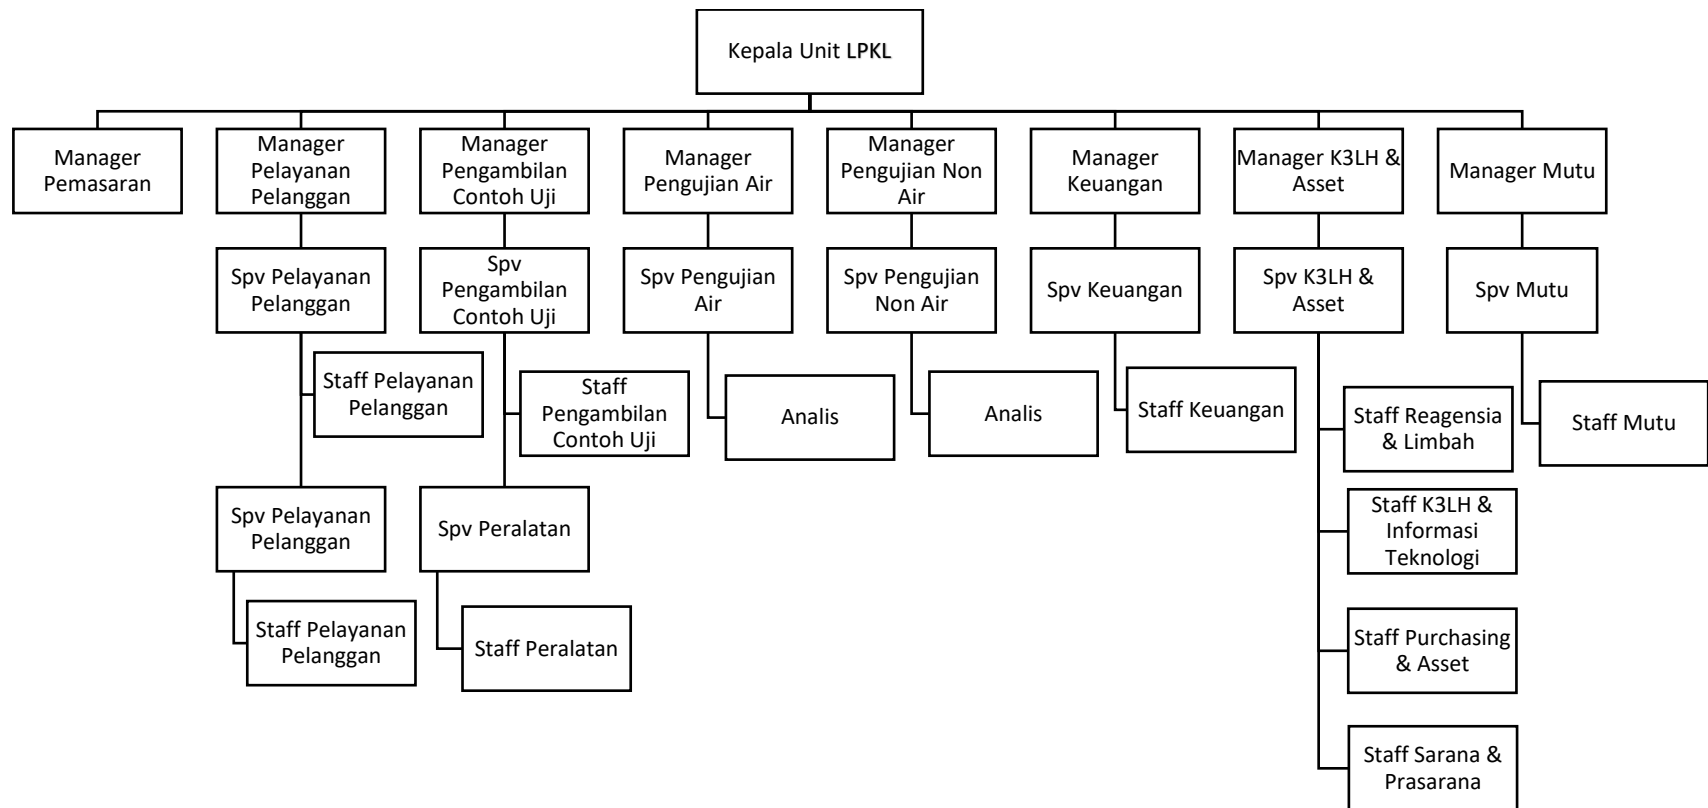 Kepala Unit LPKL
Manager
Pemasaran
Manager
Pelayanan
Pelanggan
Manager
Pengambilan
Contoh Uji
Manager
Pengujian Air
Manager
Pengujian Non
Air
Manager
Keuangan
Manager K3LH &
Asset
Manager Mutu
Spv Pelayanan
Pelanggan
Spv
Pengambilan
Contoh Uji
Spv Pengujian
Air
Spv Pengujian
Non Air
Spv Keuangan
Spv K3LH &
Asset
Spv Mutu
Staff Pelayanan
Pelanggan
Staff
Pengambilan
Contoh Uji
Analis
Analis
Staff Keuangan
Staff Reagensia
& Limbah
Staff Mutu
Spv Pelayanan
Pelanggan
Spv Peralatan
Staff K3LH &
Informasi
Teknologi
Staff Pelayanan
Pelanggan
Staff Peralatan
Staff Purchasing
& Asset
Staff Sarana &
Prasarana